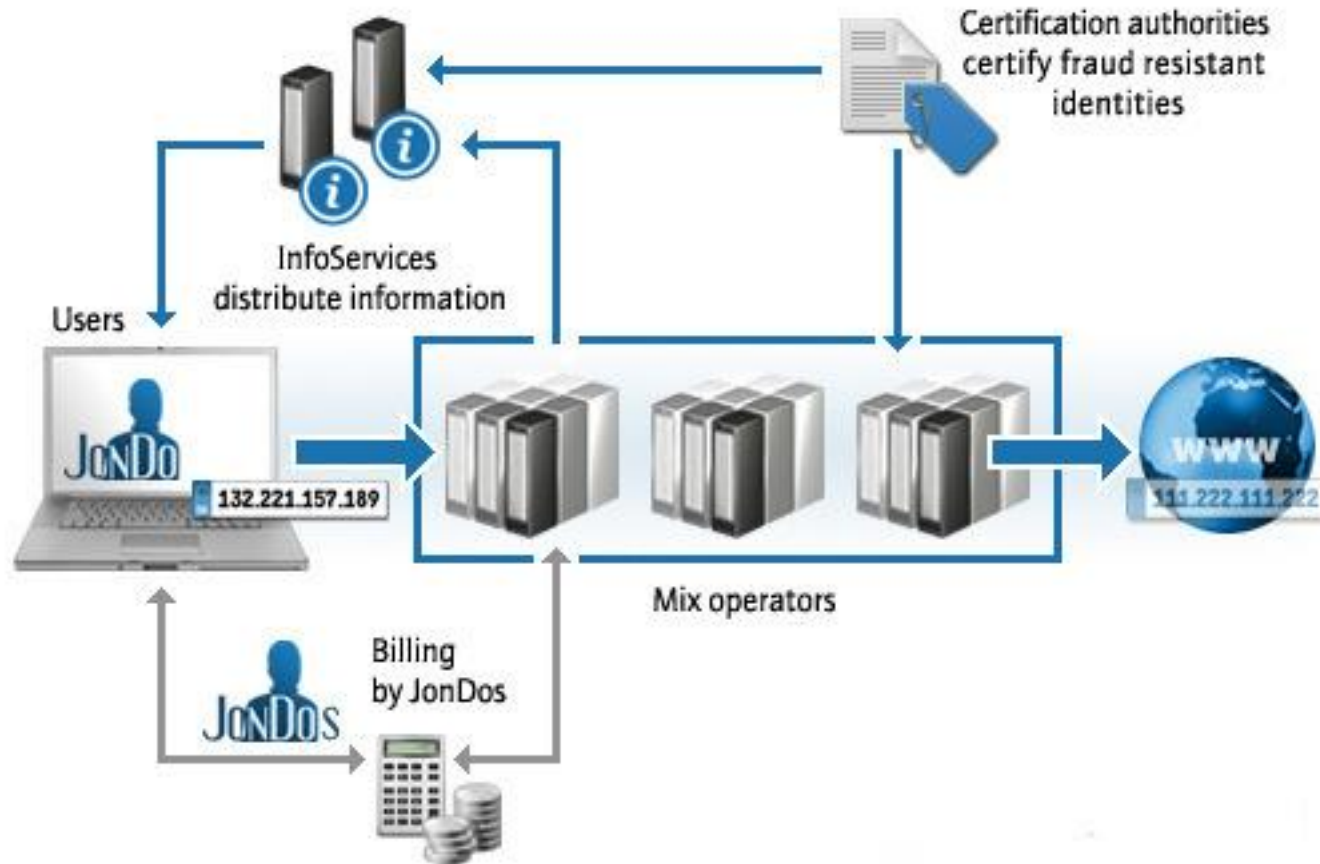 Certification authorities
certify fraud resistant
identities
i
i
InfoServices
distribute information
Users
JONDO
132.221.157.189
www
111.222.111.222
Mix operators
Billing
by JonDos
JONDOS